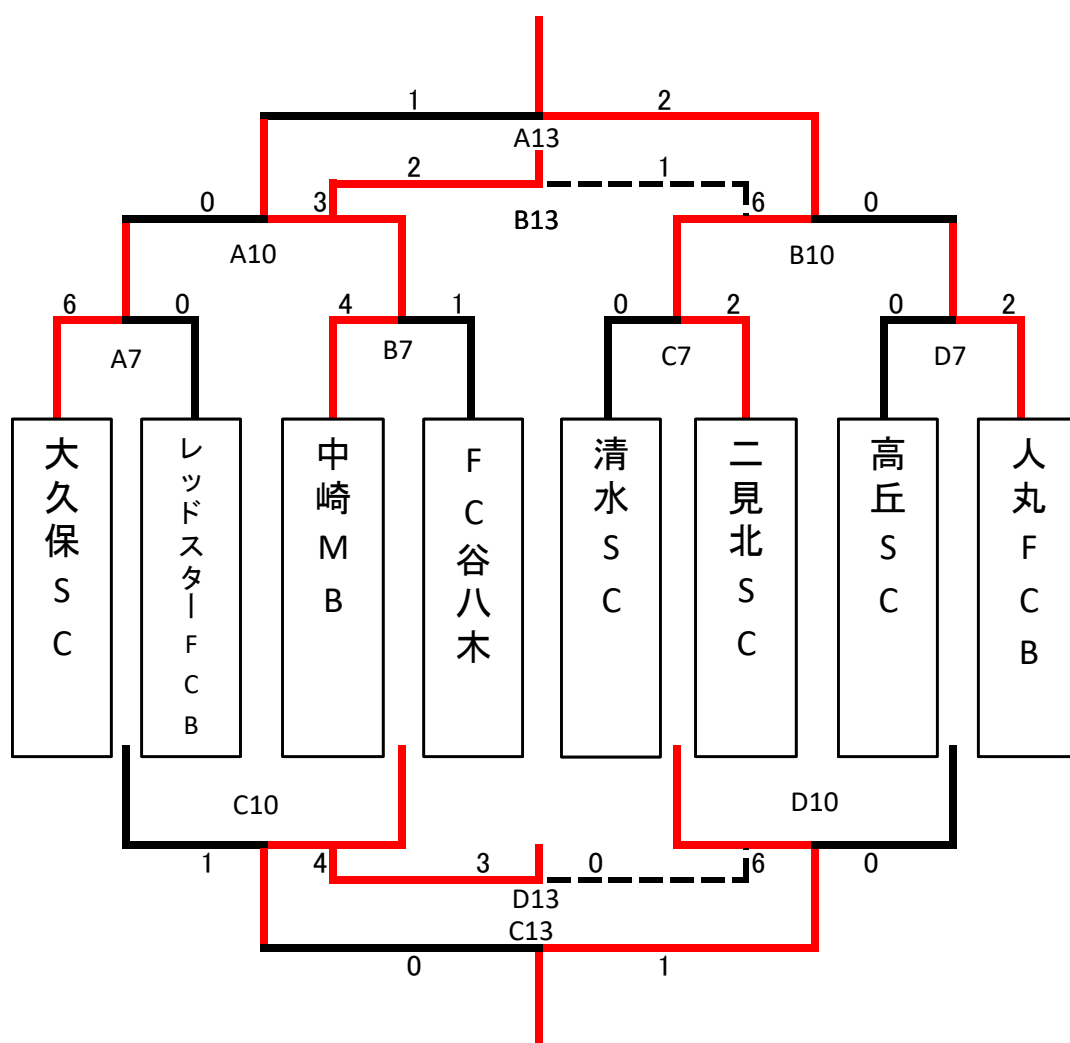 1 2
A13
2 1
0 3 B13 6 0
A10 B10
6 0 4 1 0 2 0 2
A7 B7 C7 D7
大久保SC
レッドスターFCB
中崎MB
FC谷八木
清水SC
二見北SC
高丘SC
人丸FCB
C10 D10
1 4 3 0 6 0
D13
C13
0 1